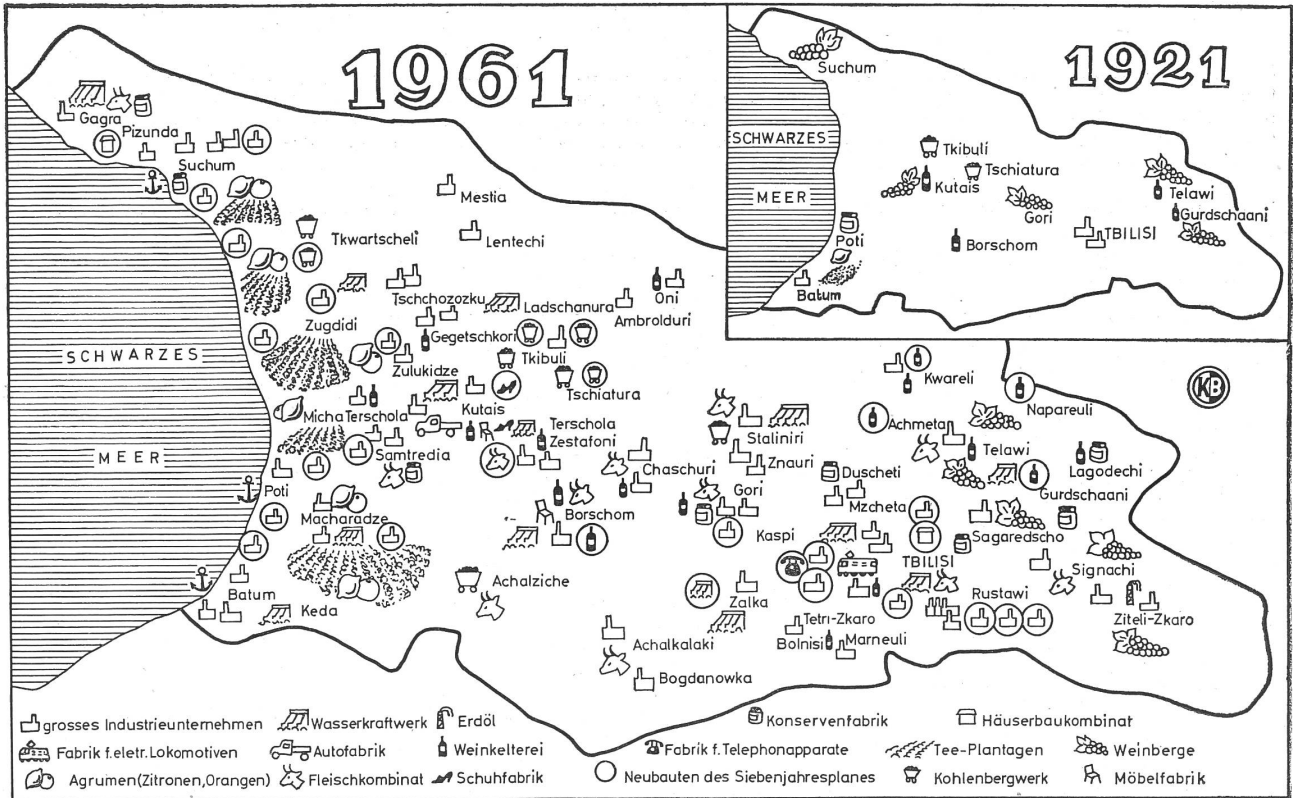 1961
Gagra
Pizunda
Suchum
Mestia
Lentechi
Tkwartscheli
Tschchozozku
Ladschanura
Oni
Ambrolduri
Zugdidi
Gegetschkori
Zulukidze
Tkibuli
Tschiatura
SCHWARZES
MEER
Kutais
Micha Terschola
Terschola
Zestafoni
Samtredia
Chaschuri
Staliniri
Znauri
Kwareli
Napareuli
Achmeta
Telawi
Lagodechi
Gurdschaani
Duscheti
Poti
Borschom
Gori
Mzcheta
Macharadze
Kaspi
TBILISI
Sagaredscho
Signachi
Achalziche
Batum
Keda
Zalka
Tetri-Zkaro
Rustawi
Ziteli-Zkaro
Bolnisi
Marneuli
Achalkalaki
Bogdanowka
KB
1921
Suchum
SCHWARZES
MEER
Tkibuli
Tschiatura
Kutais
Gori
Telawi
Gurdschaani
TBILISI
Borschom
Poti
Batum
grosses Industrieunternehmen
Wasserkraftwerk
Erdöl
Konservenfabrik
Häuserbaukombinat
Fabrik f.eletr.Lokomotiven
Autofabrik
Weinkelterei
Fabrik f.Telephonapparate
Tee-Plantagen
Weinberge
Agrumen(Zitronen,Orangen)
Fleischkombinat
Schuhfabrik
Neubauten des Siebenjahresplanes
Kohlenbergwerk
Möbelfabrik